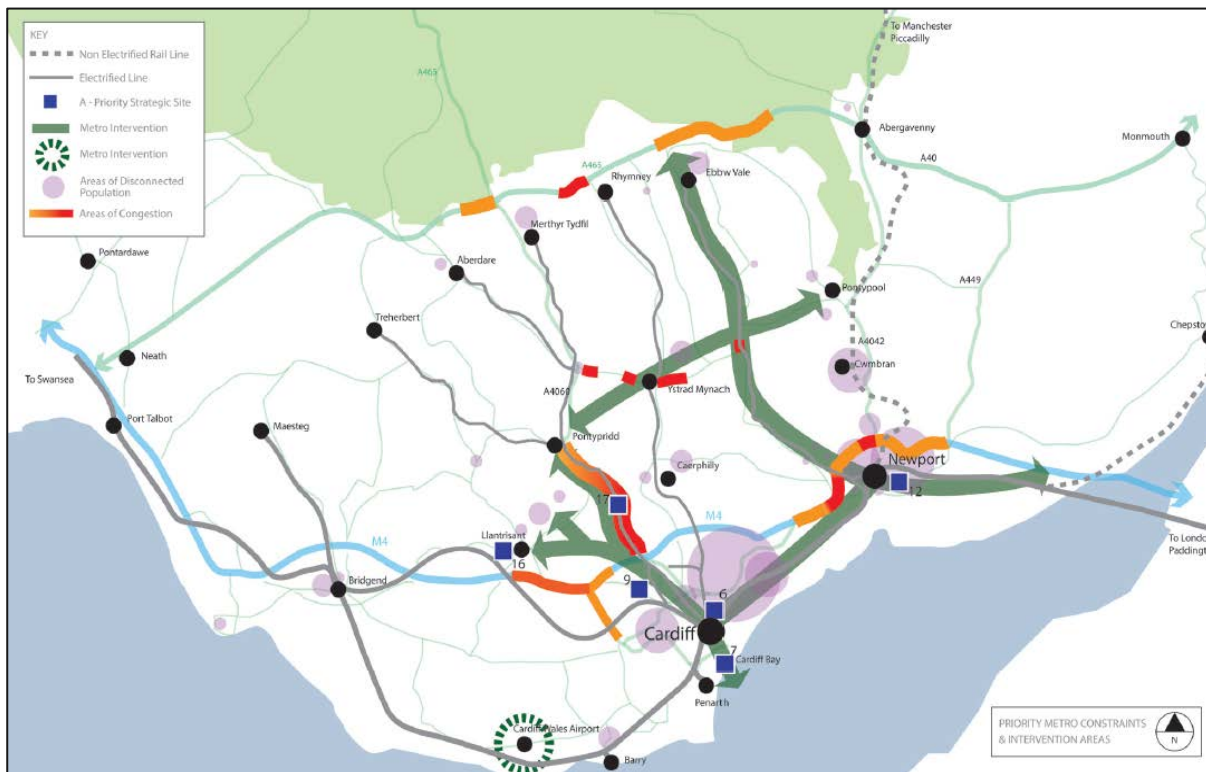 KEY
Non Electrified Rail Line
Electrified Line
A - Priority Strategic Site
Metro Intervention
Metro Intervention
Areas of Disconnected
Population
Areas of Congestion
To Manchester
Piccadilly
A465
Abergavenny
Monmouth
A40
A465
Rhymney
Ebbw Vale
Merthyr Tydfil
Pontardawe
Aberdare
Pontypool
A449
Treherbert
Chepstow
Neath
A4042
Cwmbran
To Swansea
A4060
Ystrad Mynach
Port Talbot
Maesteg
Pontypridd
Caerphilly
Newport
12
17
M4
M4
Llantrisant
16
To London
Paddingt
Bridgend
9
6
Cardiff
7
Cardiff Bay
Penarth
Cardiff Wales Airport
Barry
PRIORITY METRO CONSTRAINTS
& INTERVENTION AREAS
N